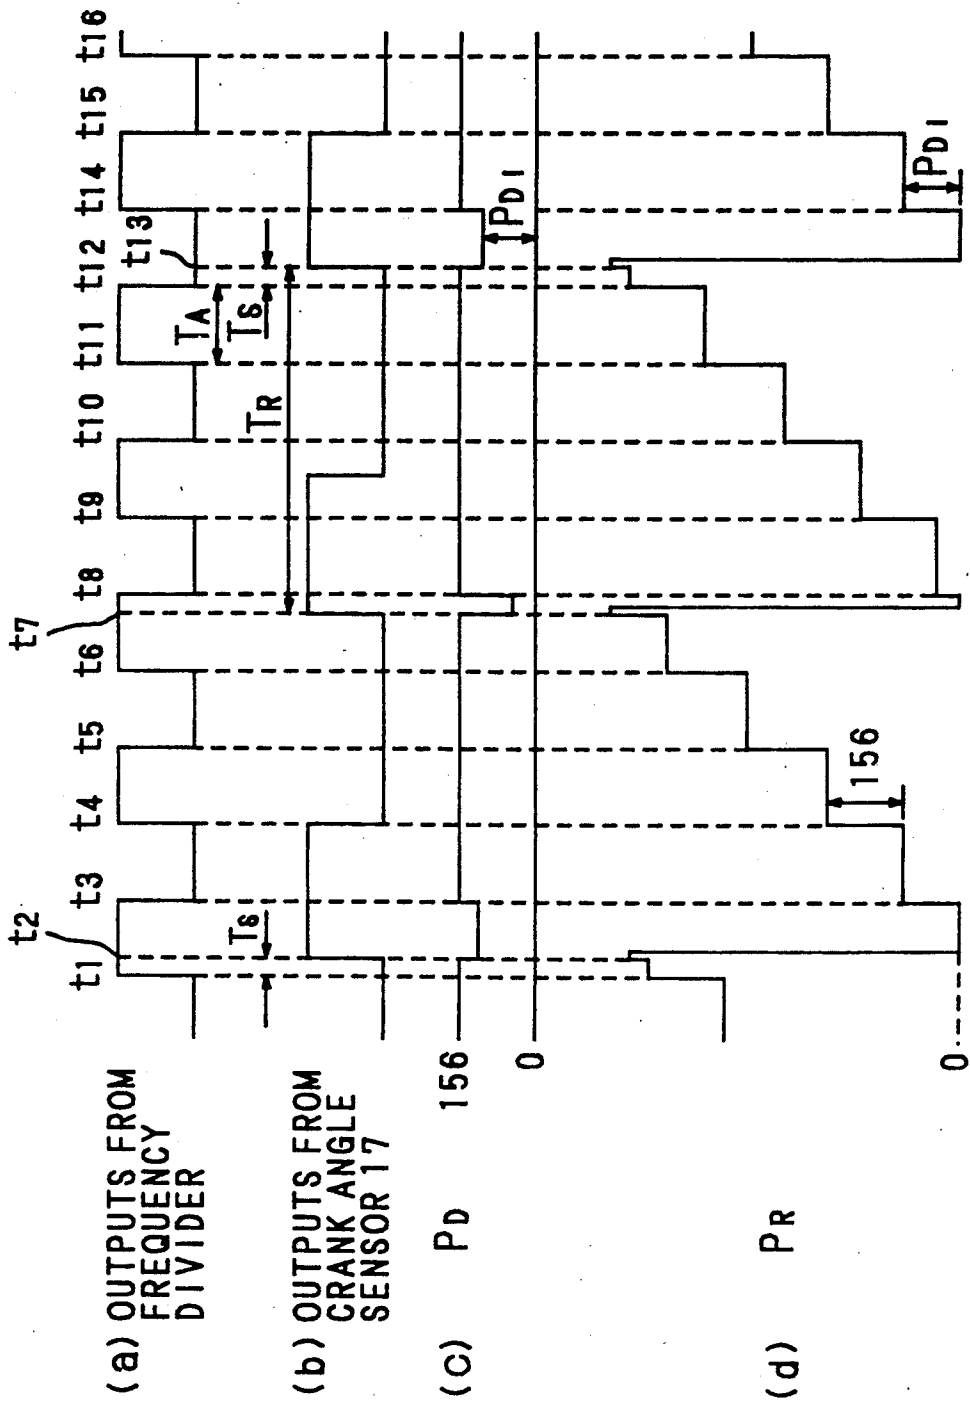 t1 t2 t3 t4 t5 t6 t7 t8 t9 t10 t11 t12 t13 t14 t15 t16
(a) OUTPUTS FROM
FREQUENCY
DIVIDER
TS
TA
TS
TR
(b) OUTPUTS FROM
CRANK ANGLE
SENSOR 17
(c) PD 156
0
PD1
(d) PR
156
PD1
0